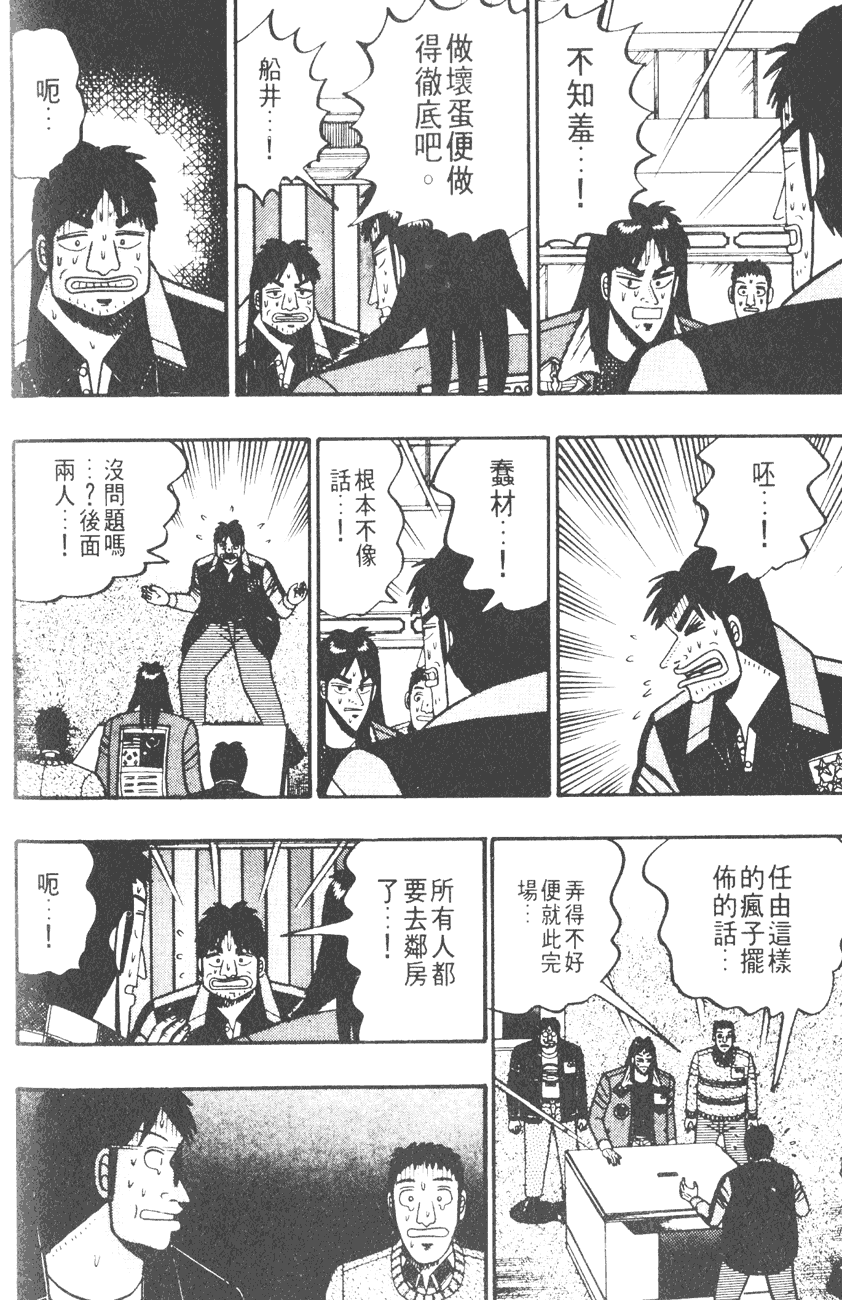 不知羞…!
做壞蛋便做
得徹底吧。
船井…!
呃…
呸…!
蠢材…!
根本不像
話…!
沒問題嗎
…?後面
兩人…!
任由這樣
的瘋子擺
佈的話…
弄得不好
便就此完
場…
所有人都
要去鄰房
了…!
呃…!